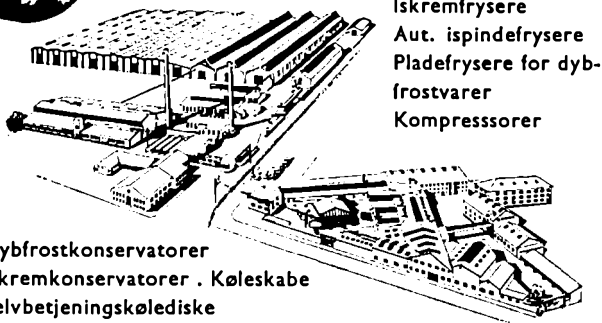 Iskremfrysere
Aut. ispindefrysere
Pladefrysere for dyb-
frostvarer
Kompresssorer
ybfrostkonservatorer
kremkonservatorer . Køleskabe
elvbetjeningskølediske